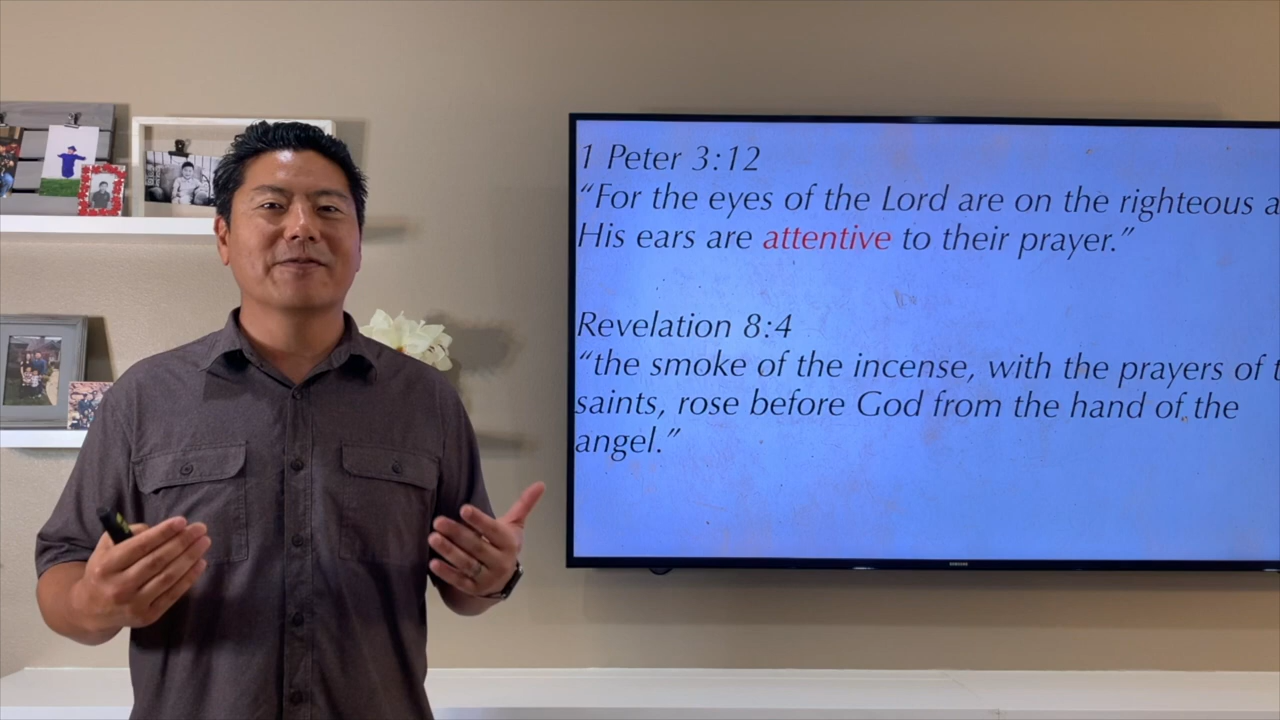 1 Peter 3:12
“For the eyes of the Lord are on the righteous a
His ears are attentive to their prayer.”
Revelation 8:4
“the smoke of the incense, with the prayers of t
saints, rose before God from the hand of the
angel.”
SAMSUNG